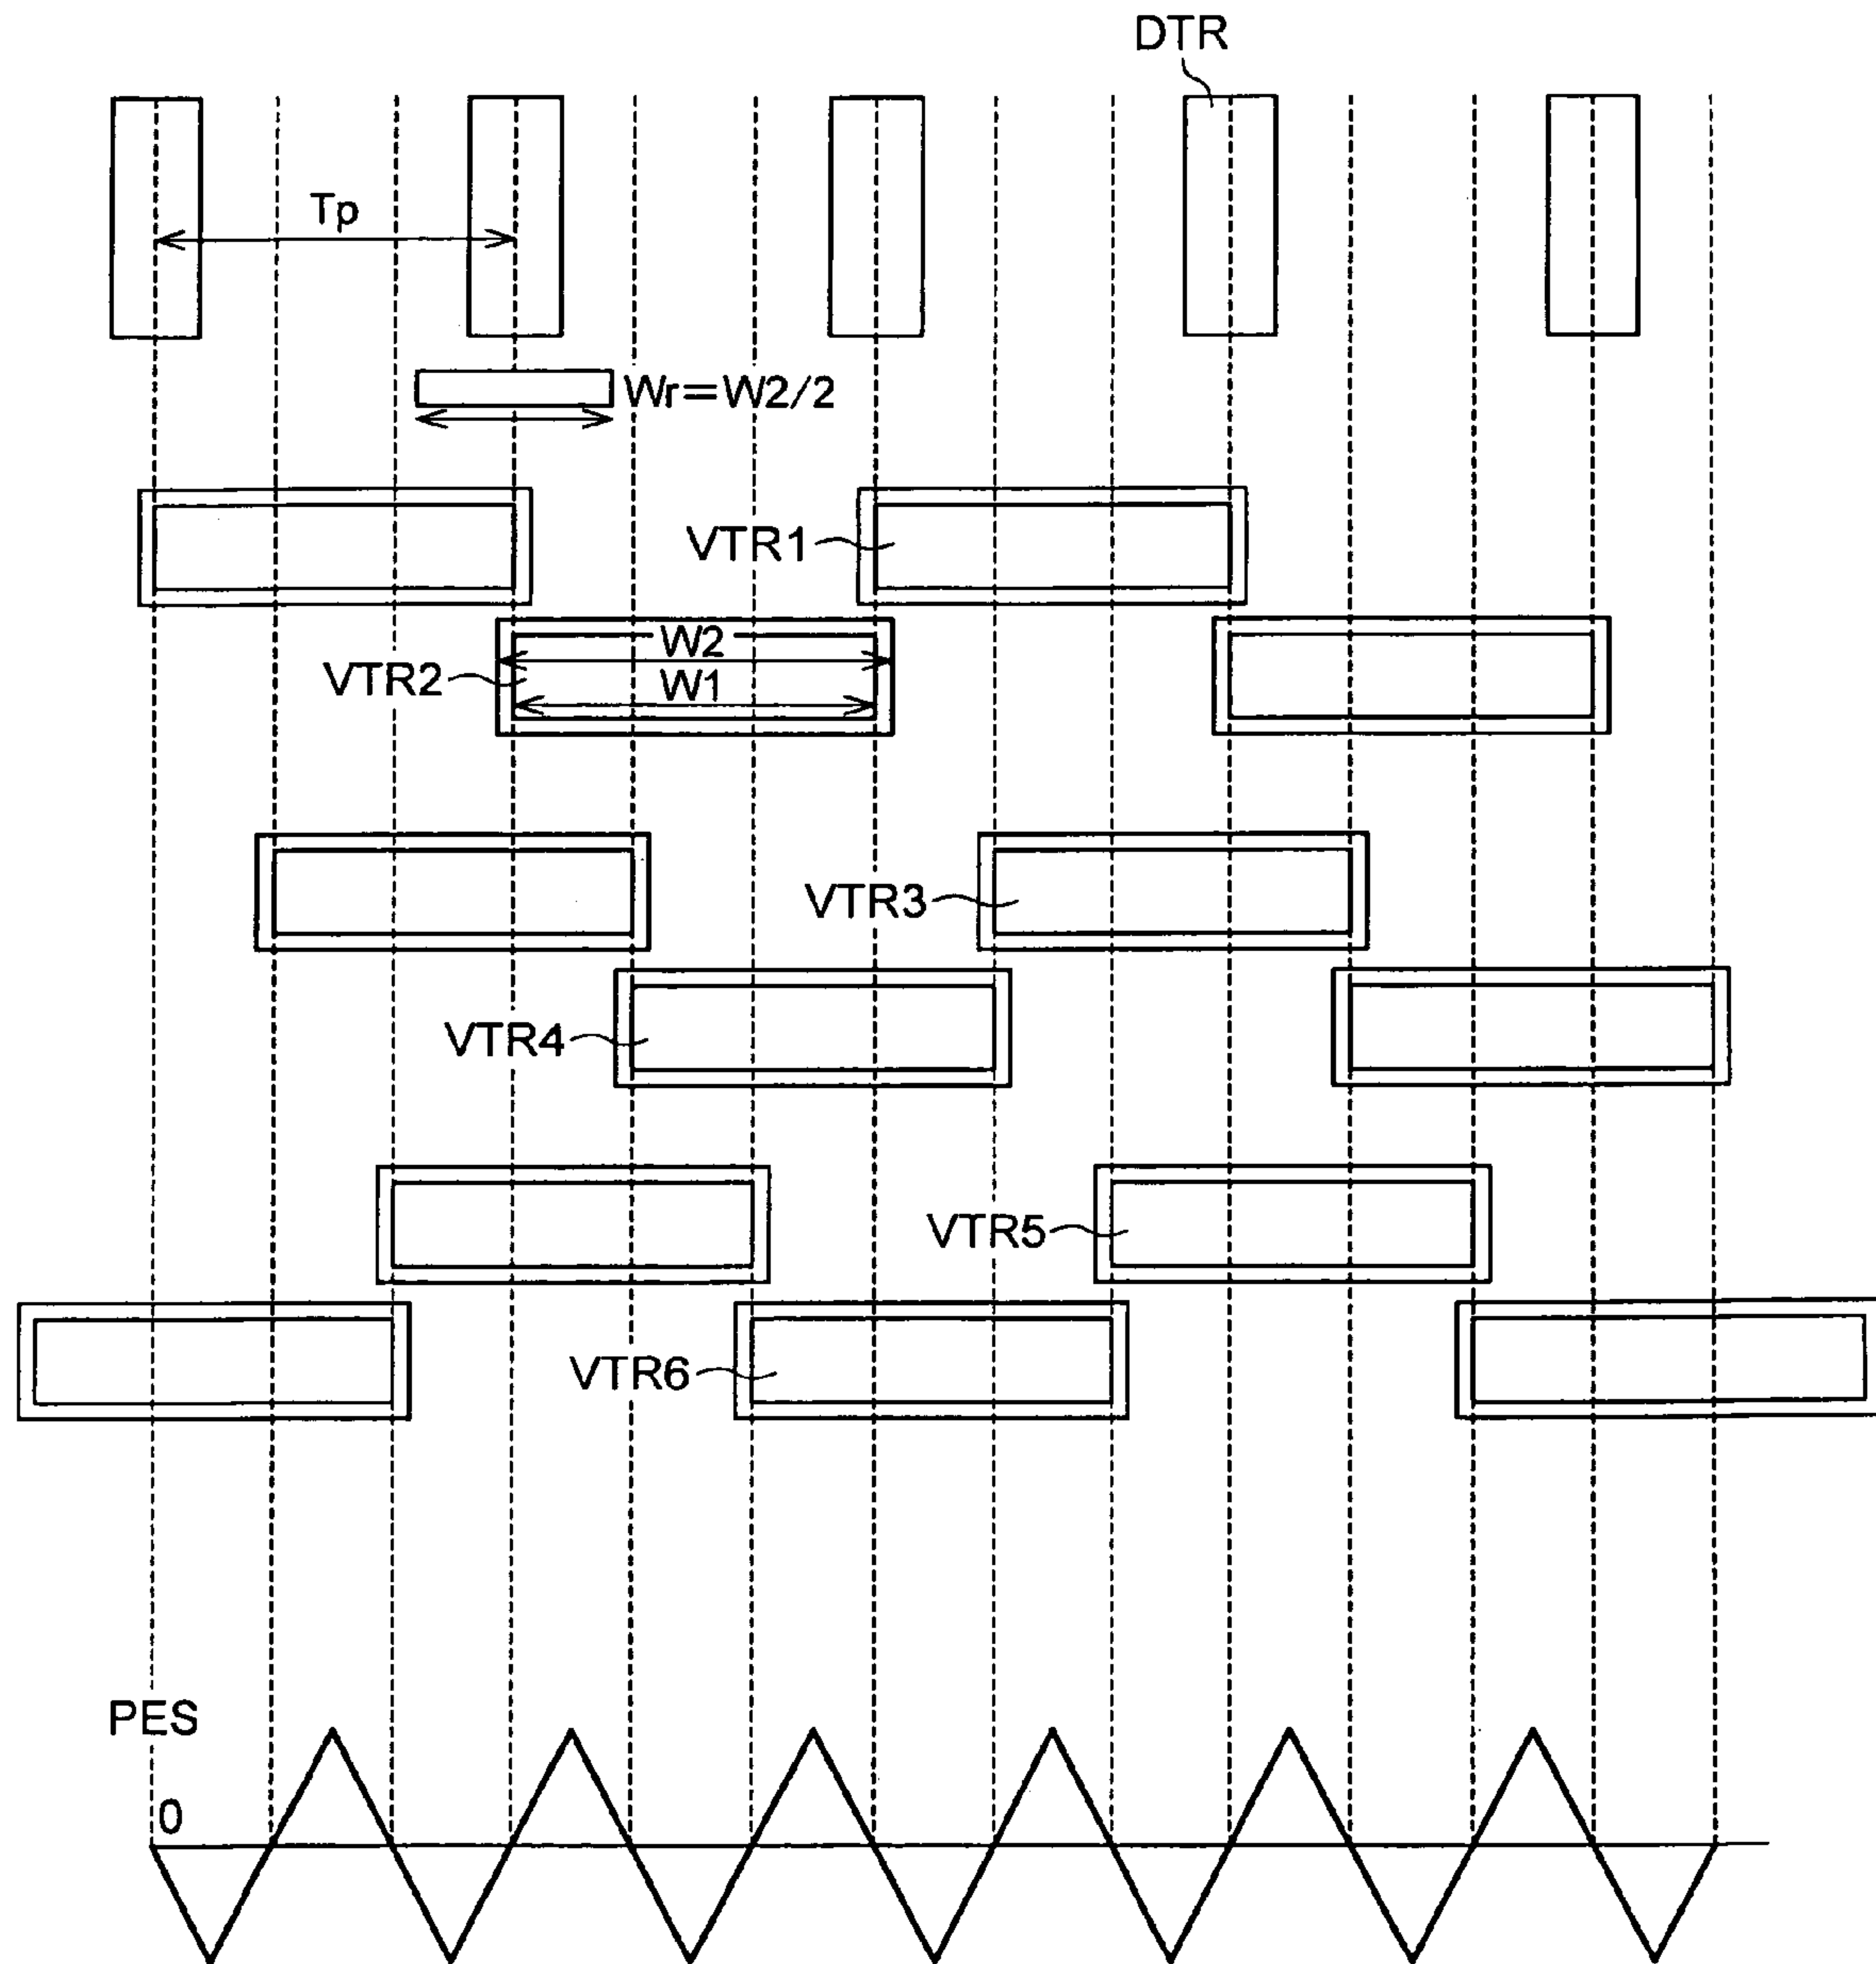 DTR
Tp
Wr=W2/2
VTR1
W2
VTR2
W1
VTR3
VTR4
VTR5
VTR6
PES
0